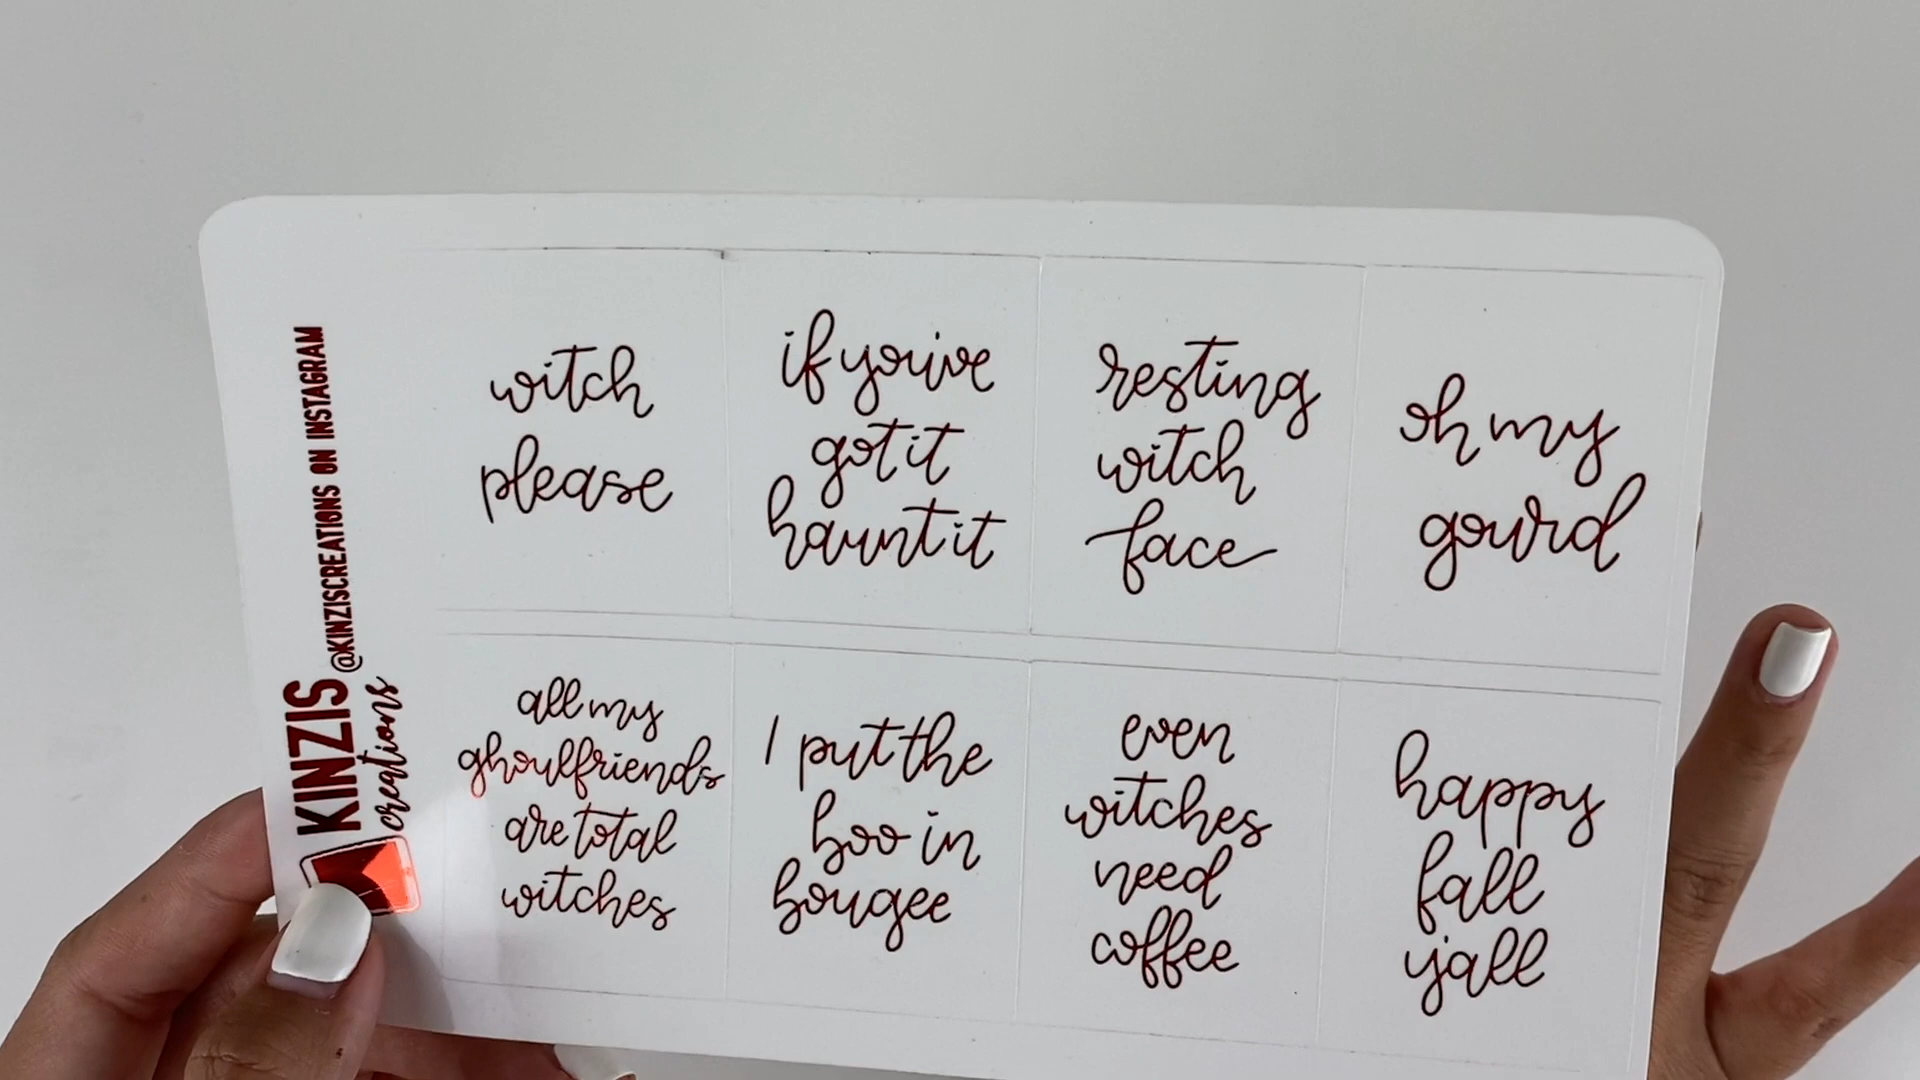 KINZIS
creations
@KINZISCREATIONS ON INSTAGRAM
witch
please
if you've
got it
haunt it
resting
witch
face
oh my
gourd
all my
ghoulfriends
are total
witches
I put the
boo in
bougee
even
witches
need
coffee
happy
fall
y'all